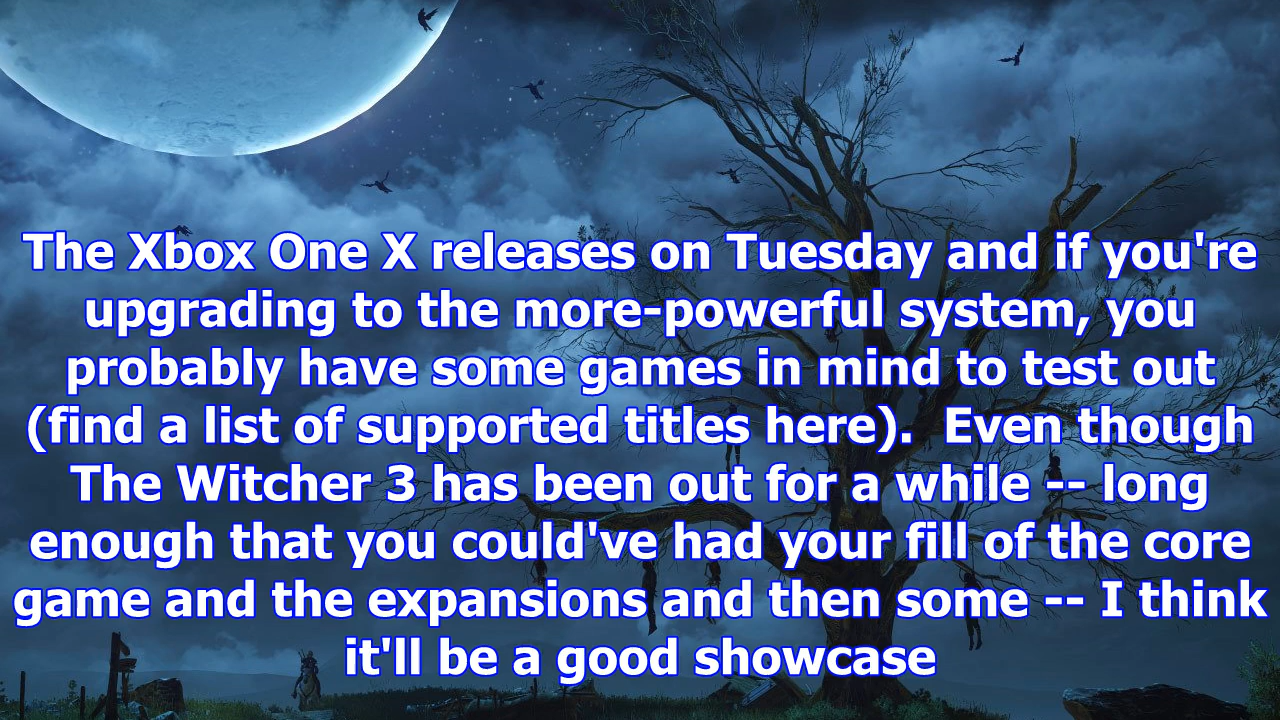 The Xbox One X releases on Tuesday and if you're
upgrading to the more-powerful system, you
probably have some games in mind to test out
(find a list of supported titles here).  Even though
The Witcher 3 has been out for a while -- long
enough that you could've had your fill of the core
game and the expansions and then some -- I think
it'll be a good showcase